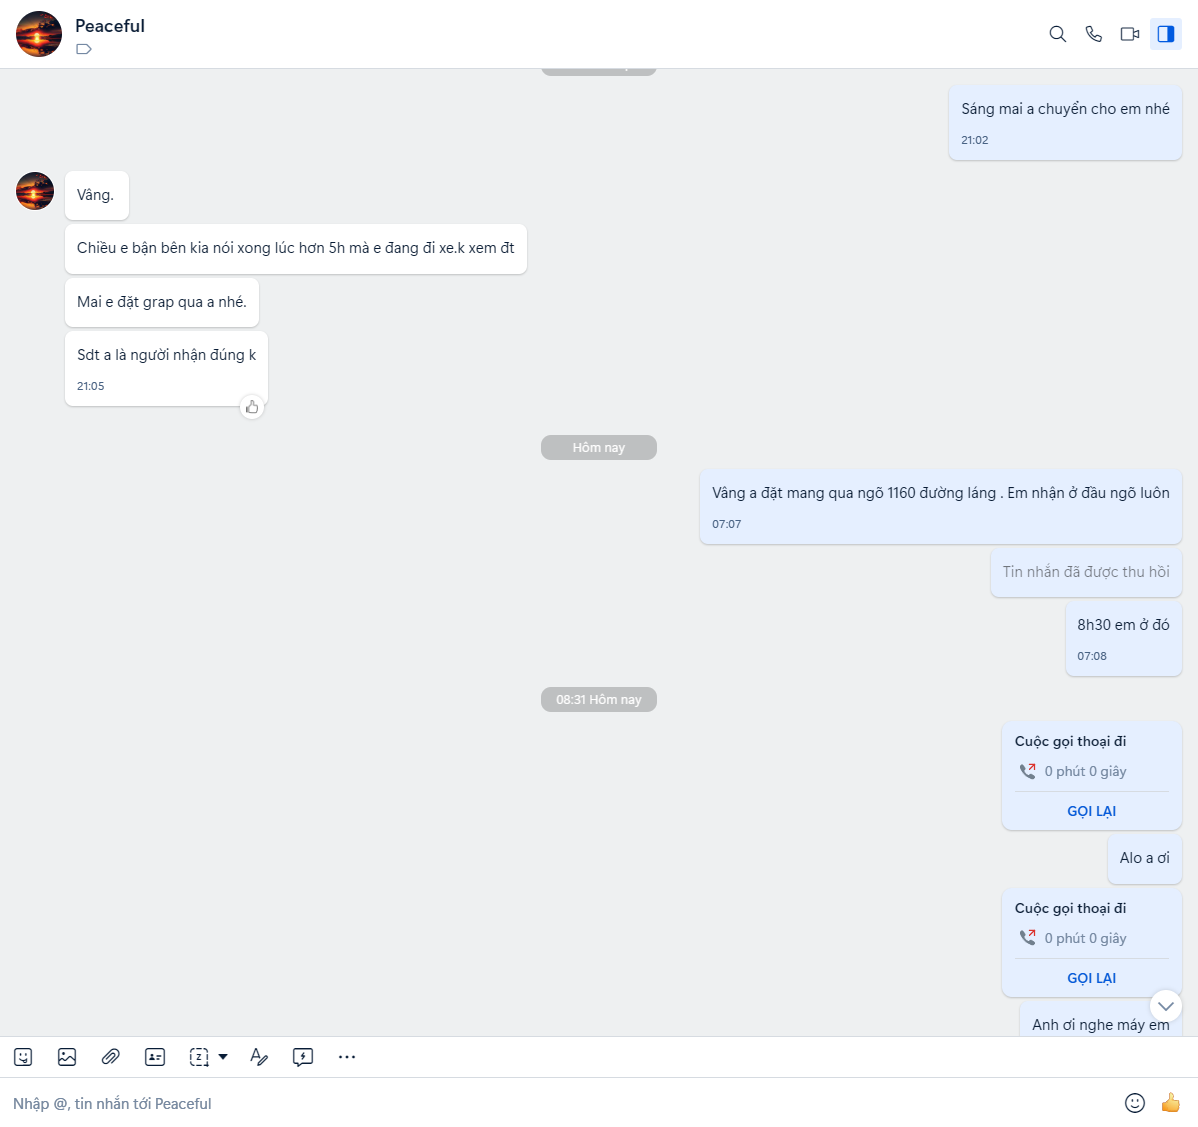 Peaceful
Sáng mai a chuyển cho em nhé
21:02
Vâng.
Chiều e bận bên kia nói xong lúc hơn 5h mà e đang đi xe.k xem đt
Mai e đặt grap qua a nhé.
Sdt a là người nhận đúng k
21:05
Hôm nay
Vâng a đặt mang qua ngõ 1160 đường láng . Em nhận ở đầu ngõ luôn
07:07
Tin nhắn đã được thu hồi
8h30 em ở đó
07:08
08:31 Hôm nay
Cuộc gọi thoại đi
0 phút 0 giây
GỌI LẠI
Alo a ơi
Cuộc gọi thoại đi
0 phút 0 giây
GỌI LẠI
Anh ơi nghe máy em
Nhập @, tin nhắn tới Peaceful